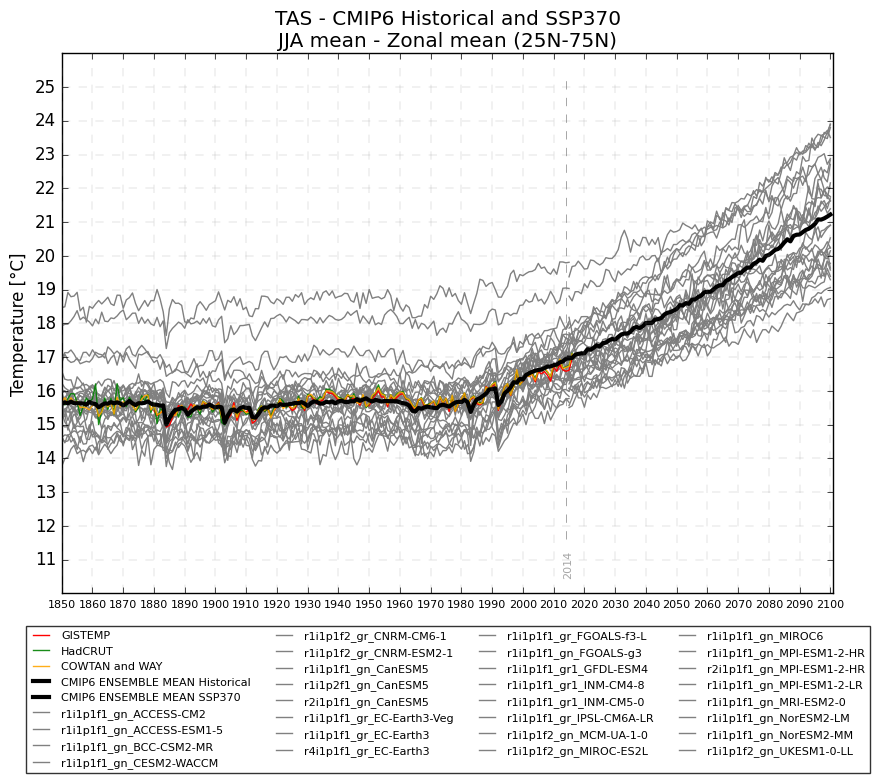 TAS - CMIP6 Historical and SSP370
JJA mean - Zonal mean (25N-75N)
Temperature [°C]
25
24
23
22
21
20
19
18
17
16
15
14
13
12
11
2014
1850 1860 1870 1880 1890 1900 1910 1920 1930 1940 1950 1960 1970 1980 1990 2000 2010 2020 2030 2040 2050 2060 2070 2080 2090 2100
GISTEMP
HadCRUT
COWTAN and WAY
CMIP6 ENSEMBLE MEAN Historical
CMIP6 ENSEMBLE MEAN SSP370
r1i1p1f1_gn_ACCESS-CM2
r1i1p1f1_gn_ACCESS-ESM1-5
r1i1p1f1_gn_BCC-CSM2-MR
r1i1p1f1_gn_CESM2-WACCM
r1i1p1f2_gr_CNRM-CM6-1
r1i1p1f2_gr_CNRM-ESM2-1
r1i1p1f1_gn_CanESM5
r1i1p2f1_gn_CanESM5
r2i1p1f1_gn_CanESM5
r1i1p1f1_gr_EC-Earth3-Veg
r1i1p1f1_gr_EC-Earth3
r4i1p1f1_gr_EC-Earth3
r1i1p1f1_gr_FGOALS-f3-L
r1i1p1f1_gn_FGOALS-g3
r1i1p1f1_gr1_GFDL-ESM4
r1i1p1f1_gr1_INM-CM4-8
r1i1p1f1_gr1_INM-CM5-0
r1i1p1f1_gr_IPSL-CM6A-LR
r1i1p1f2_gn_MCM-UA-1-0
r1i1p1f2_gn_MIROC-ES2L
r1i1p1f1_gn_MIROC6
r1i1p1f1_gn_MPI-ESM1-2-HR
r2i1p1f1_gn_MPI-ESM1-2-HR
r1i1p1f1_gn_MPI-ESM1-2-LR
r1i1p1f1_gn_MRI-ESM2-0
r1i1p1f1_gn_NorESM2-LM
r1i1p1f1_gn_NorESM2-MM
r1i1p1f2_gn_UKESM1-0-LL